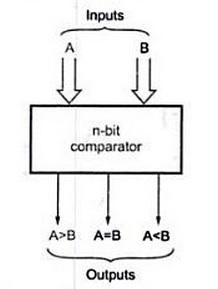 Inputs
A B
n-bit
comparator
A>B A=B A<B
Outputs